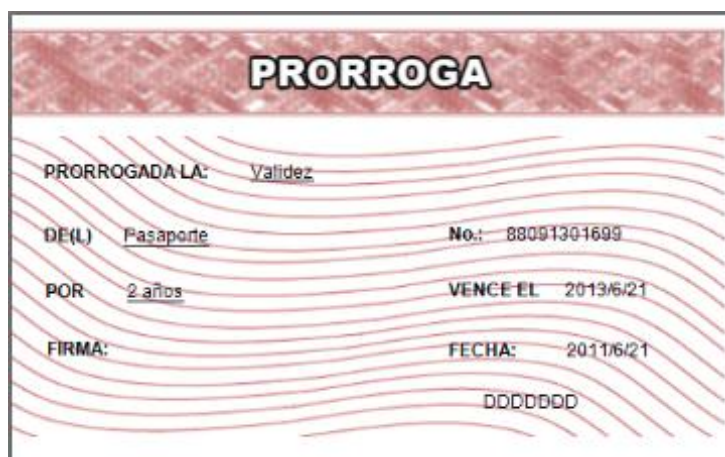 PRORROGA
PRORROGADA LA: Validez
DE(L) Pasaporte No.: 88091301699
POR 2 años VENCE EL 2013/6/21
FIRMA: FECHA: 2011/6/21
DDDDDDD